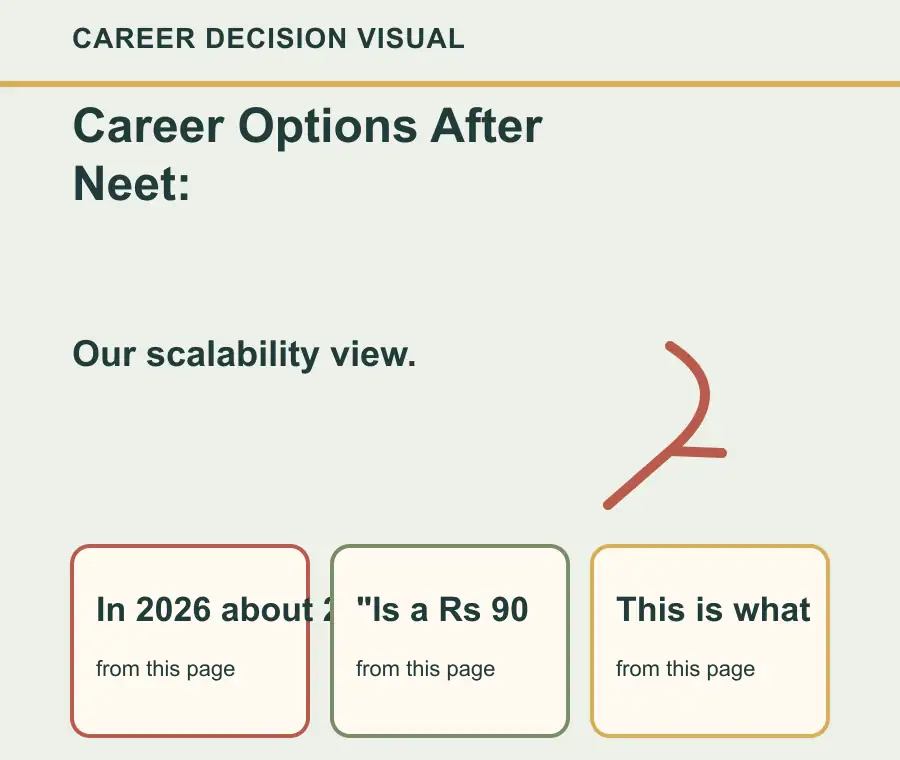 CAREER DECISION VISUAL
Career Options After
Neet:
Our scalability view.
In 2026 about 2
from this page
"Is a Rs 90
from this page
This is what
from this page